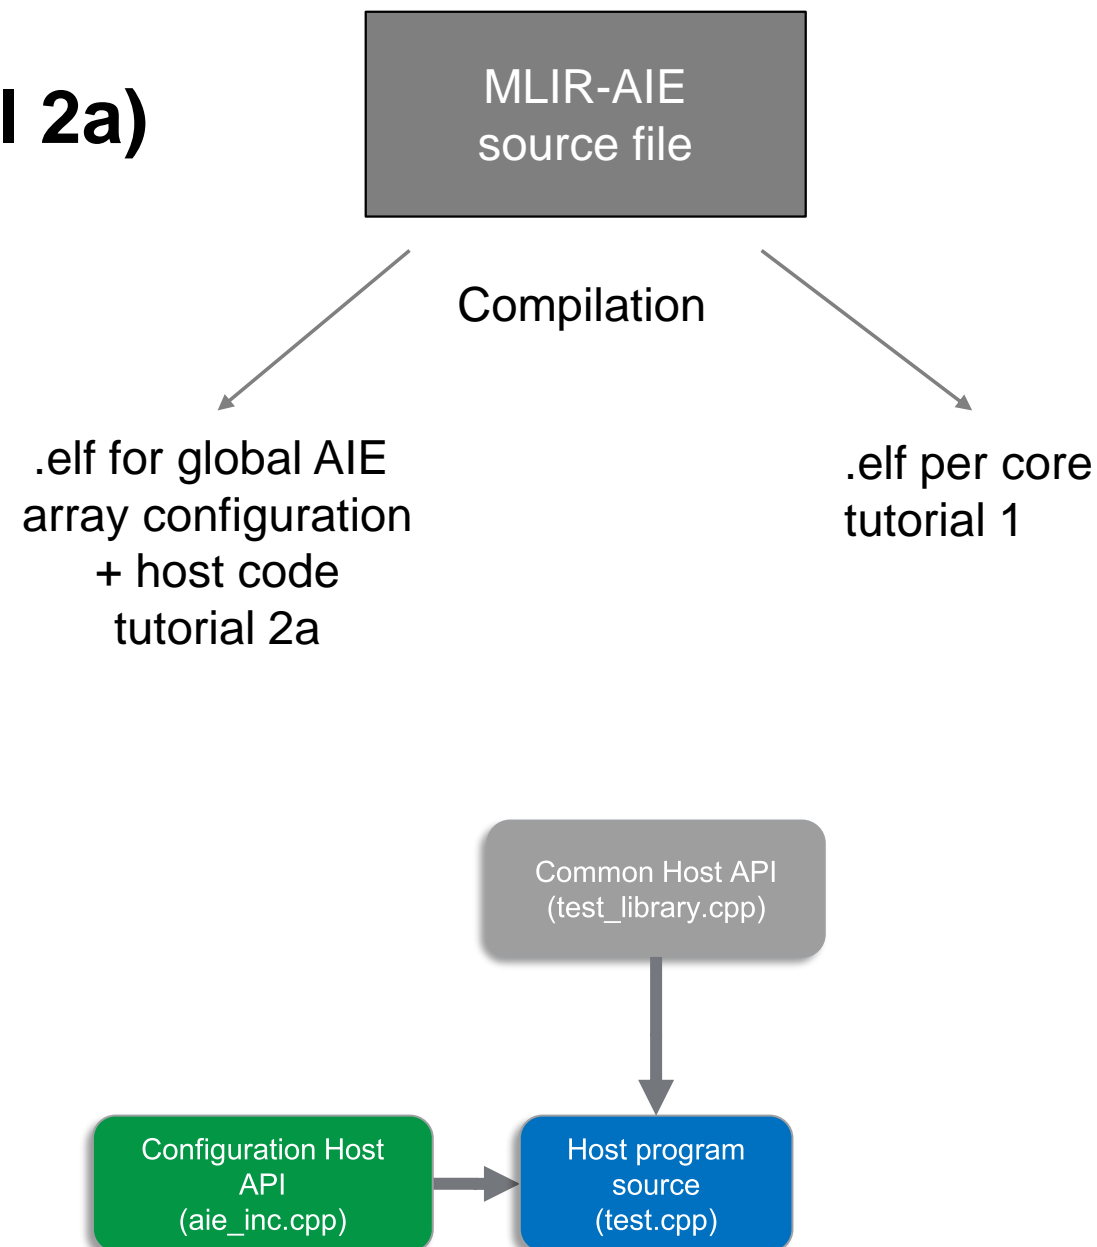 l 2a)
MLIR-AIE
source file
Compilation
.elf for global AIE
array configuration
+ host code
tutorial 2a
.elf per core
tutorial 1
Common Host API
(test_library.cpp)
Configuration Host
API
(aie_inc.cpp)
Host program
source
(test.cpp)